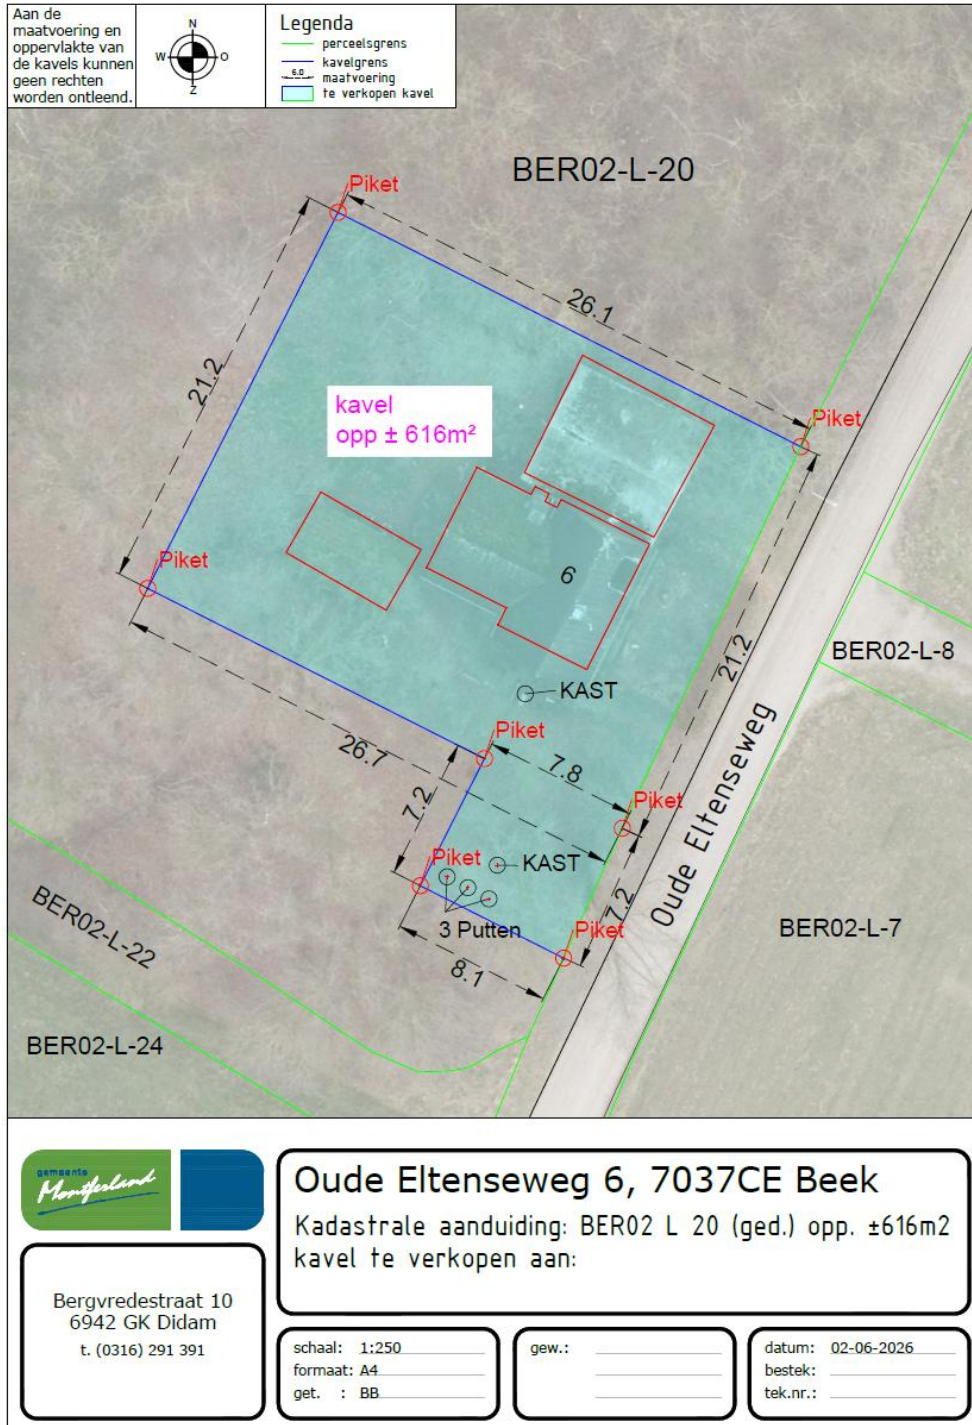 Aan de
maatvoering en
oppervlakte van
de kavels kunnen
geen rechten
worden ontleend.
N
W
O
Z
Legenda
perceelsgrens
kavelgrens
6.0
maatvoering
te verkopen kavel
BER02-L-20
Piket
26.1
21.2
kavel
opp ± 616m²
Piket
Piket
6
BER02-L-8
21.2
KAST
Oude Eltenseweg
Piket
26.7
7.8
7.2
Piket
Piket
KAST
7.2
3 Putten
Piket
BER02-L-22
BER02-L-7
8.1
BER02-L-24
gemeente
Montferland
Oude Eltenseweg 6, 7037CE Beek
Kadastrale aanduiding: BER02 L 20 (ged.) opp. ±616m2
kavel te verkopen aan:
Bergvredestraat 10
6942 GK Didam
t. (0316) 291 391
schaal: 1:250
formaat: A4
get. : BB
gew.:
datum: 02-06-2026
bestek:
tek.nr.: